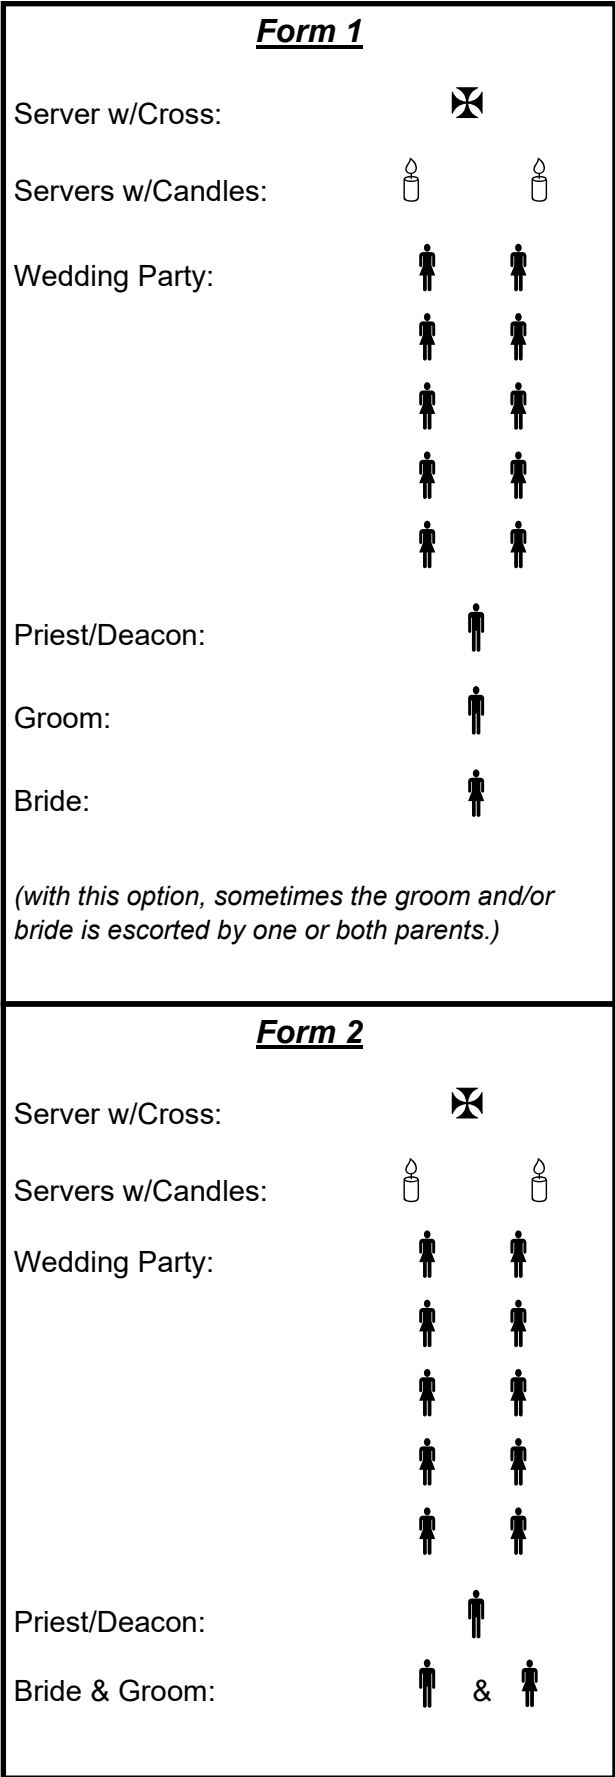 Form 1
Server w/Cross:
Servers w/Candles:
Wedding Party:
Priest/Deacon:
Groom:
Bride:
(with this option, sometimes the groom and/or
bride is escorted by one or both parents.)
Form 2
Server w/Cross:
Servers w/Candles:
Wedding Party:
Priest/Deacon:
Bride & Groom: &